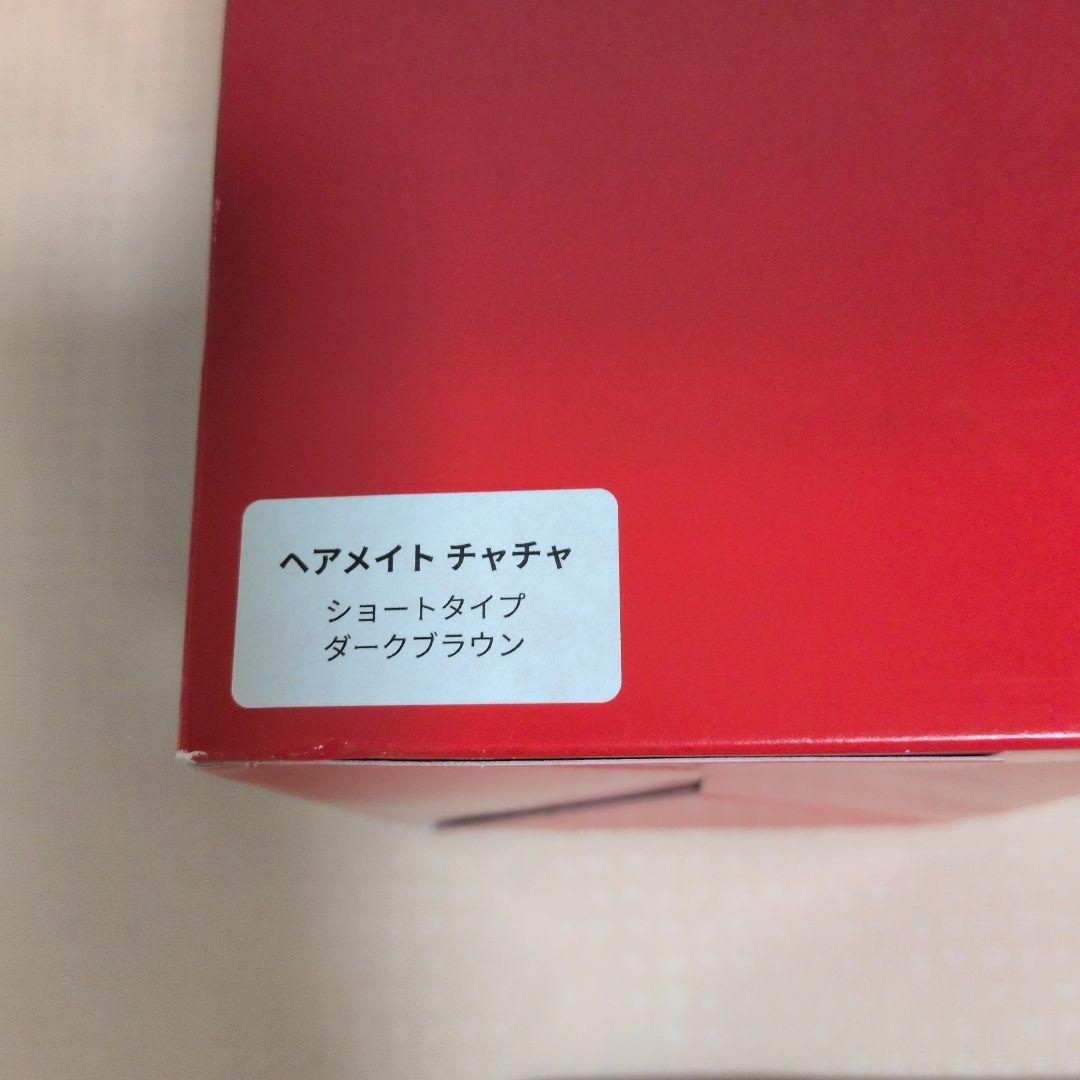 ヘアメイト チャチャ
ショートタイプ
ダークブラウン